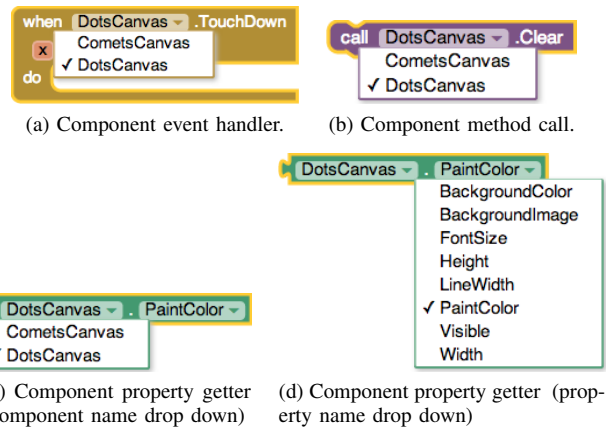 when DotsCanvas .TouchDown
x CometsCanvas
✓ DotsCanvas
do
(a) Component event handler.
call DotsCanvas .Clear
CometsCanvas
✓ DotsCanvas
(b) Component method call.
DotsCanvas . PaintColor
CometsCanvas
DotsCanvas
) Component property getter
omponent name drop down)
DotsCanvas . PaintColor
BackgroundColor
BackgroundImage
FontSize
Height
LineWidth
✓ PaintColor
Visible
Width
(d) Component property getter (prop-
erty name drop down)